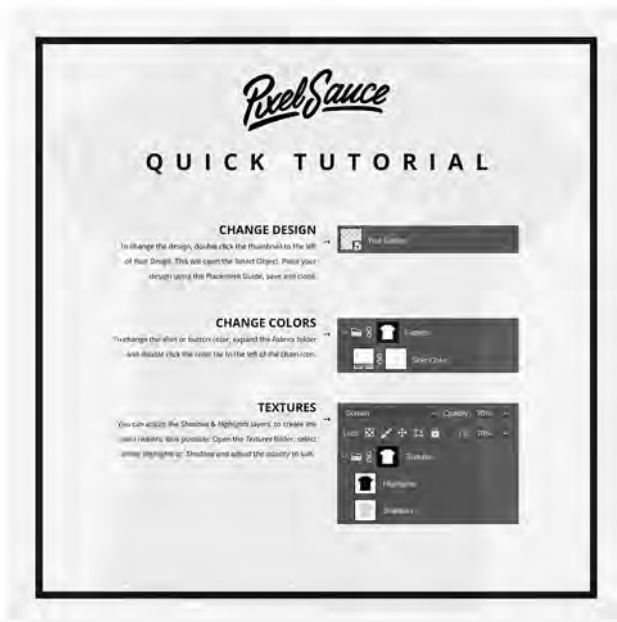 PixelSauce
QUICK TUTORIAL
CHANGE DESIGN
To change the design, double click the thumbnail to the left
of Your Design. This will open the Smart Object. Place your
design using the Placement Guide, save and close.
Your Design
CHANGE COLORS
To change the shirt or button color, expand the Fabrics folder
and double click the color tile to the left of the chain icon.
Fabrics
Shirt Color
TEXTURES
You can adjust the Shadows & Highlights layers, to create the
most realistic look possible. Open the Textures folder, select
either Highlights or Shadows and adjust the opacity to suit.
Screen
Opacity: 70%
Lock:
Textures
Highlights
Shadows